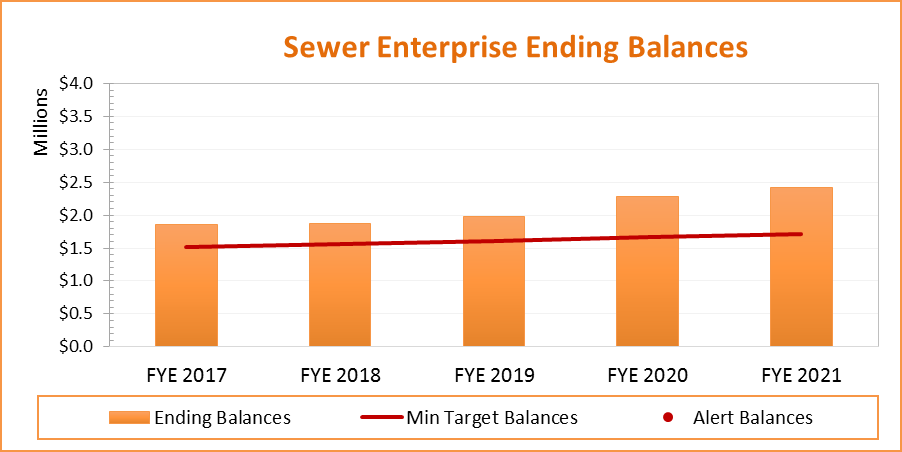 Sewer Enterprise Ending Balances
Millions
$4.0
$3.5
$3.0
$2.5
$2.0
$1.5
$1.0
$0.5
$0.0
FYE 2017 FYE 2018 FYE 2019 FYE 2020 FYE 2021
Ending Balances Min Target Balances Alert Balances